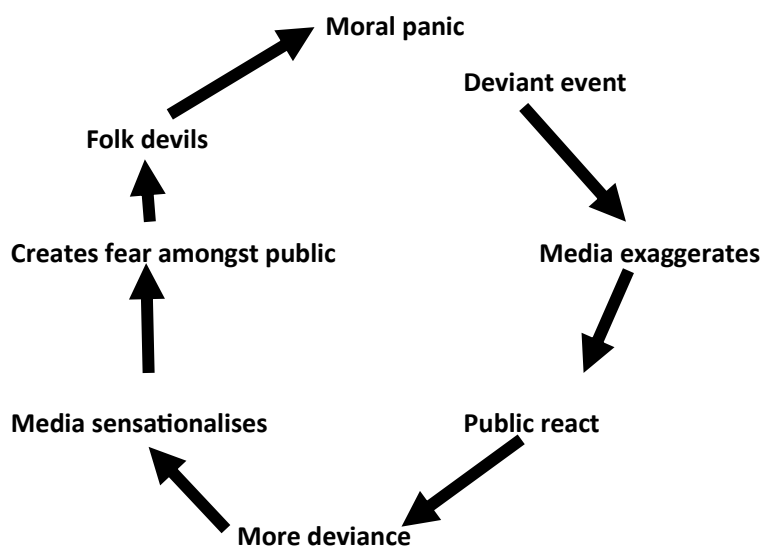 Moral panic
Deviant event
Folk devils
Creates fear amongst public
Media exaggerates
Media sensationalises
Public react
More deviance